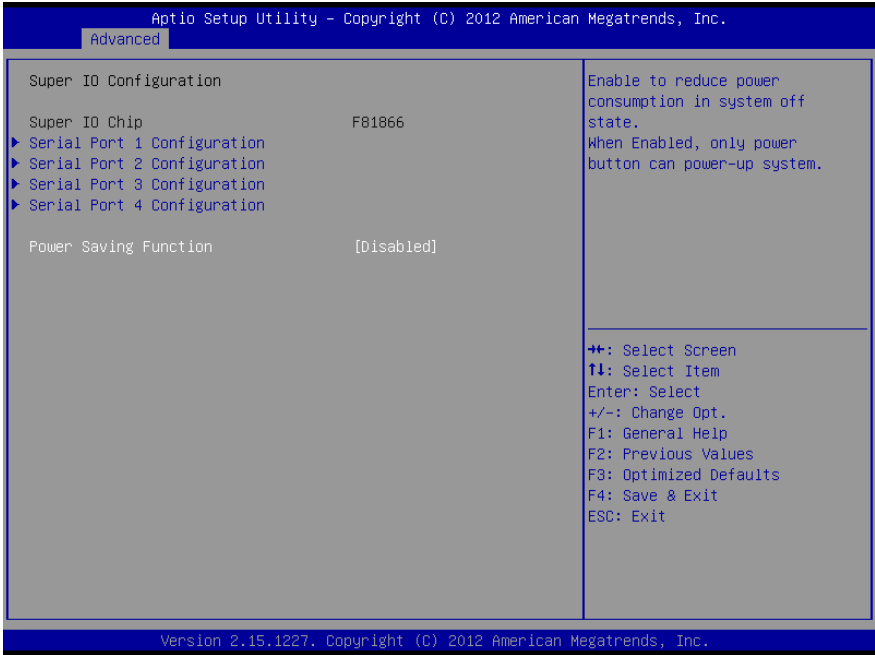 Aptio Setup Utility – Copyright (C) 2012 American Megatrends, Inc.
Advanced
Super IO Configuration
Super IO Chip F81866
Serial Port 1 Configuration
Serial Port 2 Configuration
Serial Port 3 Configuration
Serial Port 4 Configuration
Power Saving Function [Disabled]
Enable to reduce power
consumption in system off
state.
When Enabled, only power
button can power-up system.
→←: Select Screen
↑↓: Select Item
Enter: Select
+/-: Change Opt.
F1: General Help
F2: Previous Values
F3: Optimized Defaults
F4: Save & Exit
ESC: Exit
Version 2.15.1227. Copyright (C) 2012 American Megatrends, Inc.